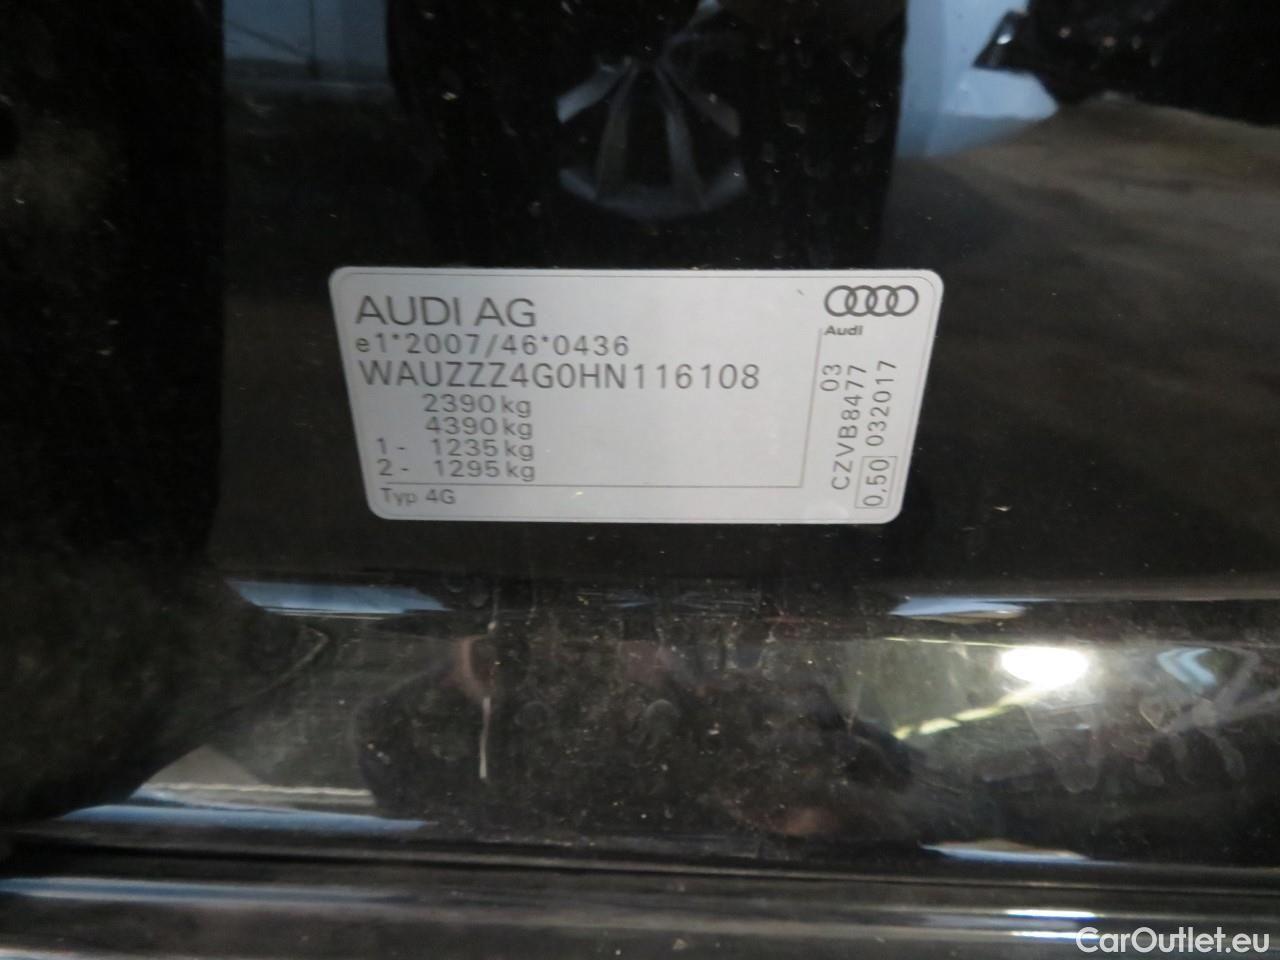 AUDI AG
e1*2007/46*0436
WAUZZZ4G0HN116108
2390 kg
4390 kg
1 - 1235 kg
2 - 1295 kg
Typ 4G
Audi
03
CZVB8477
0,50 032017
CarOutlet.eu